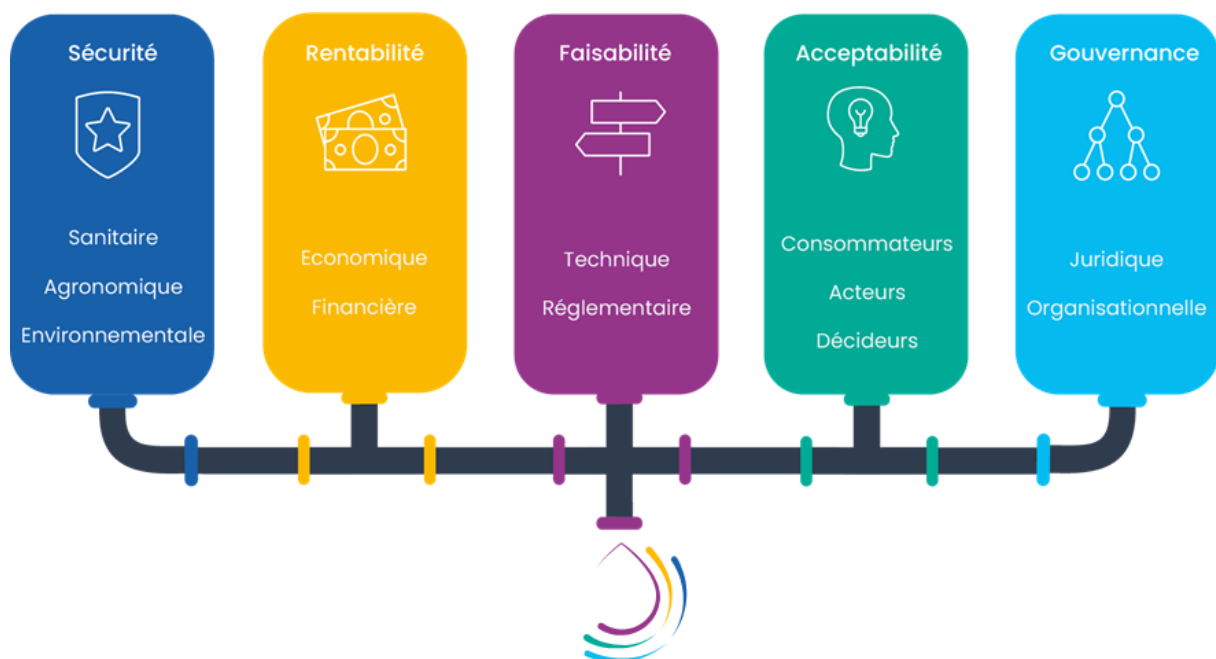 Sécurité
Sanitaire
Agronomique
Environnementale
Rentabilité
Economique
Financière
Faisabilité
Technique
Réglementaire
Acceptabilité
Consommateurs
Acteurs
Décideurs
Gouvernance
Juridique
Organisationnelle